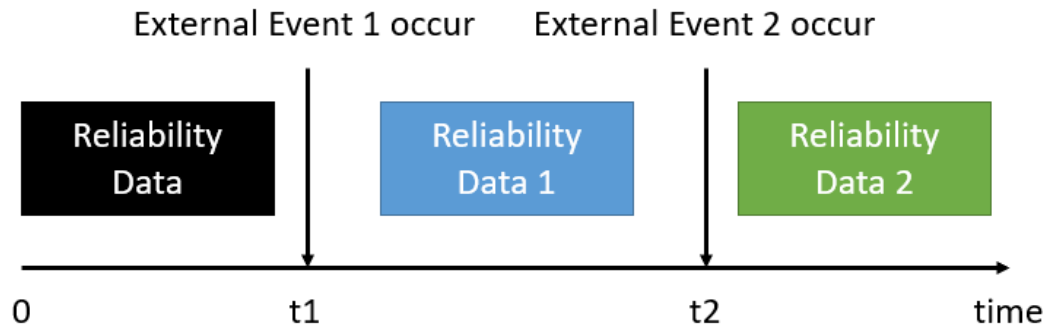 External Event 1 occur
External Event 2 occur
Reliability
Data
Reliability
Data 1
Reliability
Data 2
0
t1
t2
time